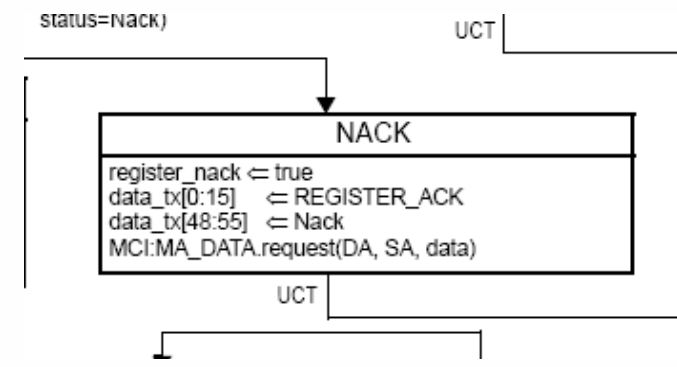 status=Nack)
UCT
NACK
register_nack ⇐ true
data_tx[0:15] ⇐ REGISTER_ACK
data_tx[48:55] ⇐ Nack
MCI:MA_DATA.request(DA, SA, data)
UCT